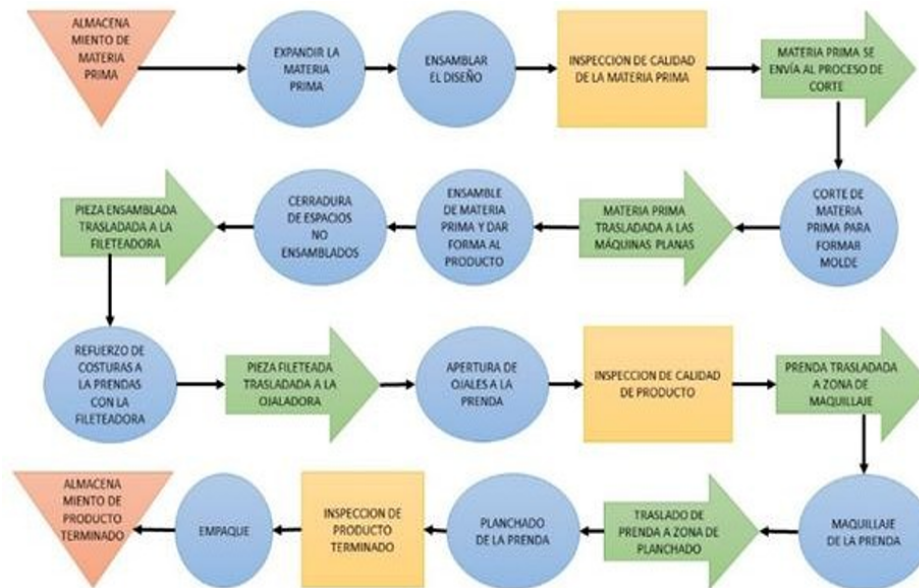 ALMACENA
MIENTO DE
MATERIA
PRIMA
EXPANDIR LA
MATERIA
PRIMA
ENSAMBLAR
EL DISEÑO
INSPECCION DE CALIDAD
DE LA MATERIA PRIMA
MATERIA PRIMA SE
ENVÍA AL PROCESO DE
CORTE
CORTE DE
MATERIA
PRIMA PARA
FORMAR
MOLDE
MATERIA PRIMA
TRASLADADA A LAS
MÁQUINAS PLANAS
ENSAMBLE
DE MATERIA
PRIMA Y DAR
FORMA AL
PRODUCTO
CERRADURA
DE ESPACIOS
NO
ENSAMBLADOS
PIEZA ENSAMBLADA
TRASLADADA A LA
FILETEADORA
REFUERZO DE
COSTURAS A
LA PRENDAS
CON LA
FILETEADORA
PIEZA FILETEADA
TRASLADADA A LA
OJALADORA
APERTURA DE
OJALES A LA
PRENDA
INSPECCION DE CALIDAD
DE PRODUCTO
PRENDA TRASLADADA
A ZONA DE
MAQUILLAJE
MAQUILLAJE
DE LA PRENDA
TRASLADO DE
PRENDA A ZONA DE
PLANCHADO
PLANCHADO
DE LA PRENDA
INSPECCION DE
PRODUCTO
TERMINADO
EMPAQUE
ALMACENA
MIENTO DE
PRODUCTO
TERMINADO